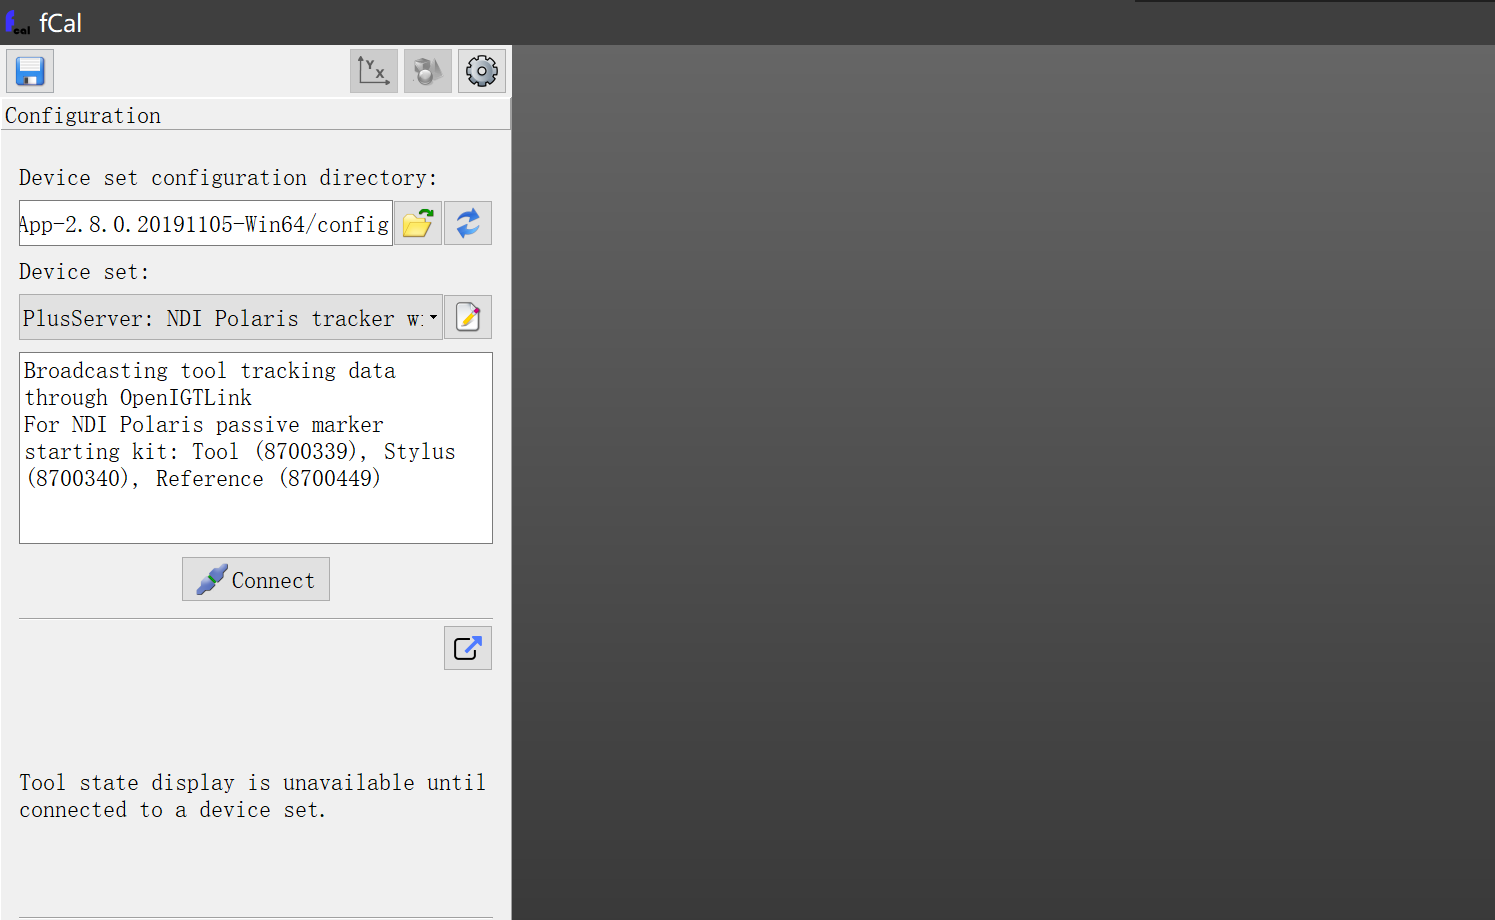 fCal
Configuration
Device set configuration directory:
App-2.8.0.20191105-Win64/config
Device set:
PlusServer: NDI Polaris tracker w
Broadcasting tool tracking data
through OpenIGTLink
For NDI Polaris passive marker
starting kit: Tool (8700339), Stylus
(8700340), Reference (8700449)
Connect
Tool state display is unavailable until
connected to a device set.